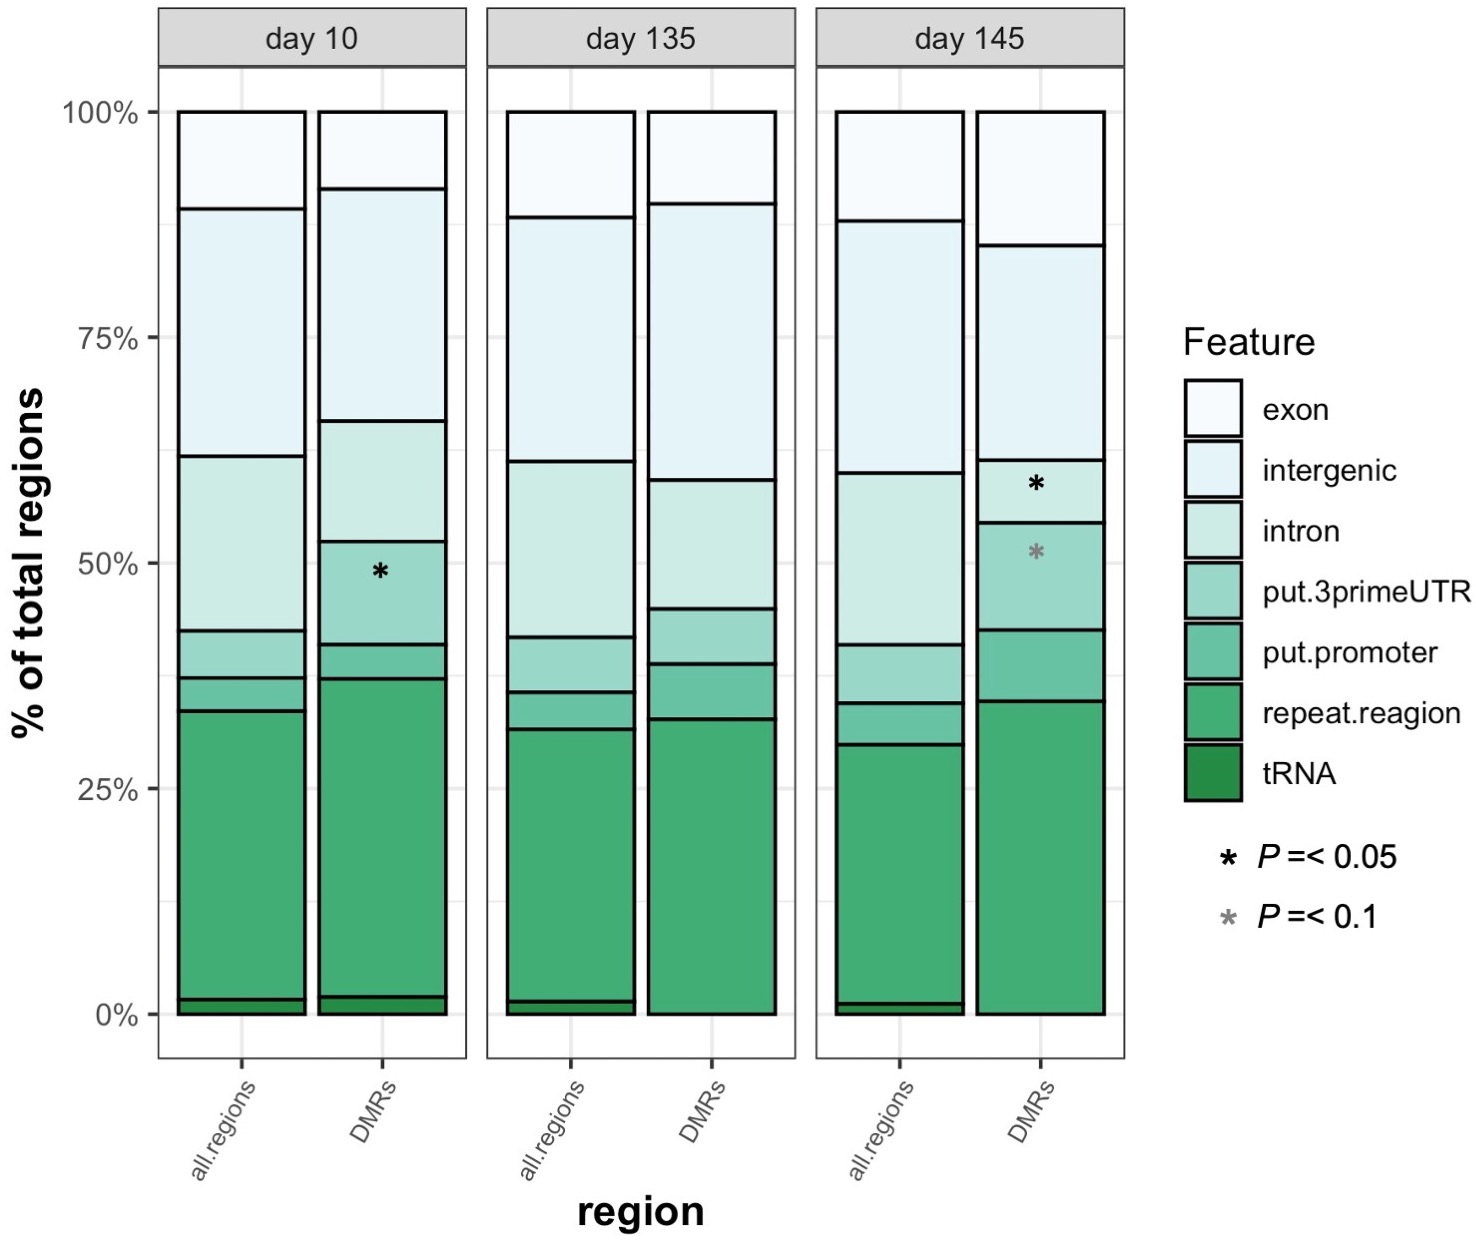 day 10
day 135
day 145
% of total regions
100%
75%
50%
25%
0%
*
*
*
all.regions
DMRs
all.regions
DMRs
all.regions
DMRs
region
Feature
exon
intergenic
intron
put.3primeUTR
put.promoter
repeat.reagion
tRNA
* P =< 0.05
* P =< 0.1